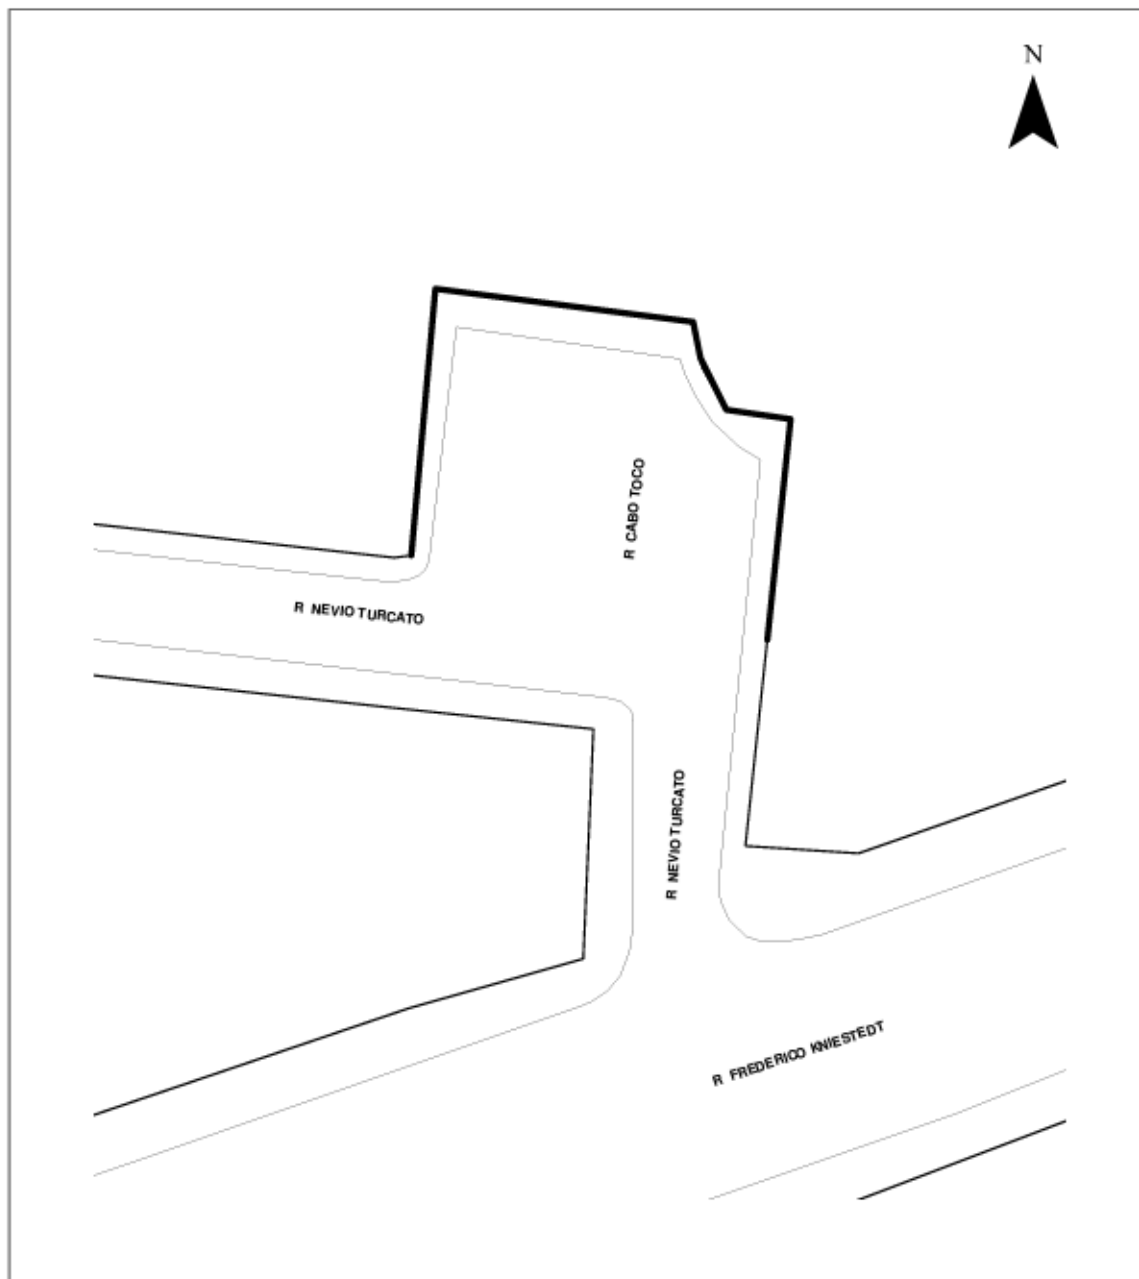 N
R CABO TOCO
R NEVIO TURCATO
R NEVIO TURCATO
R FREDERICO KNIESTEDT